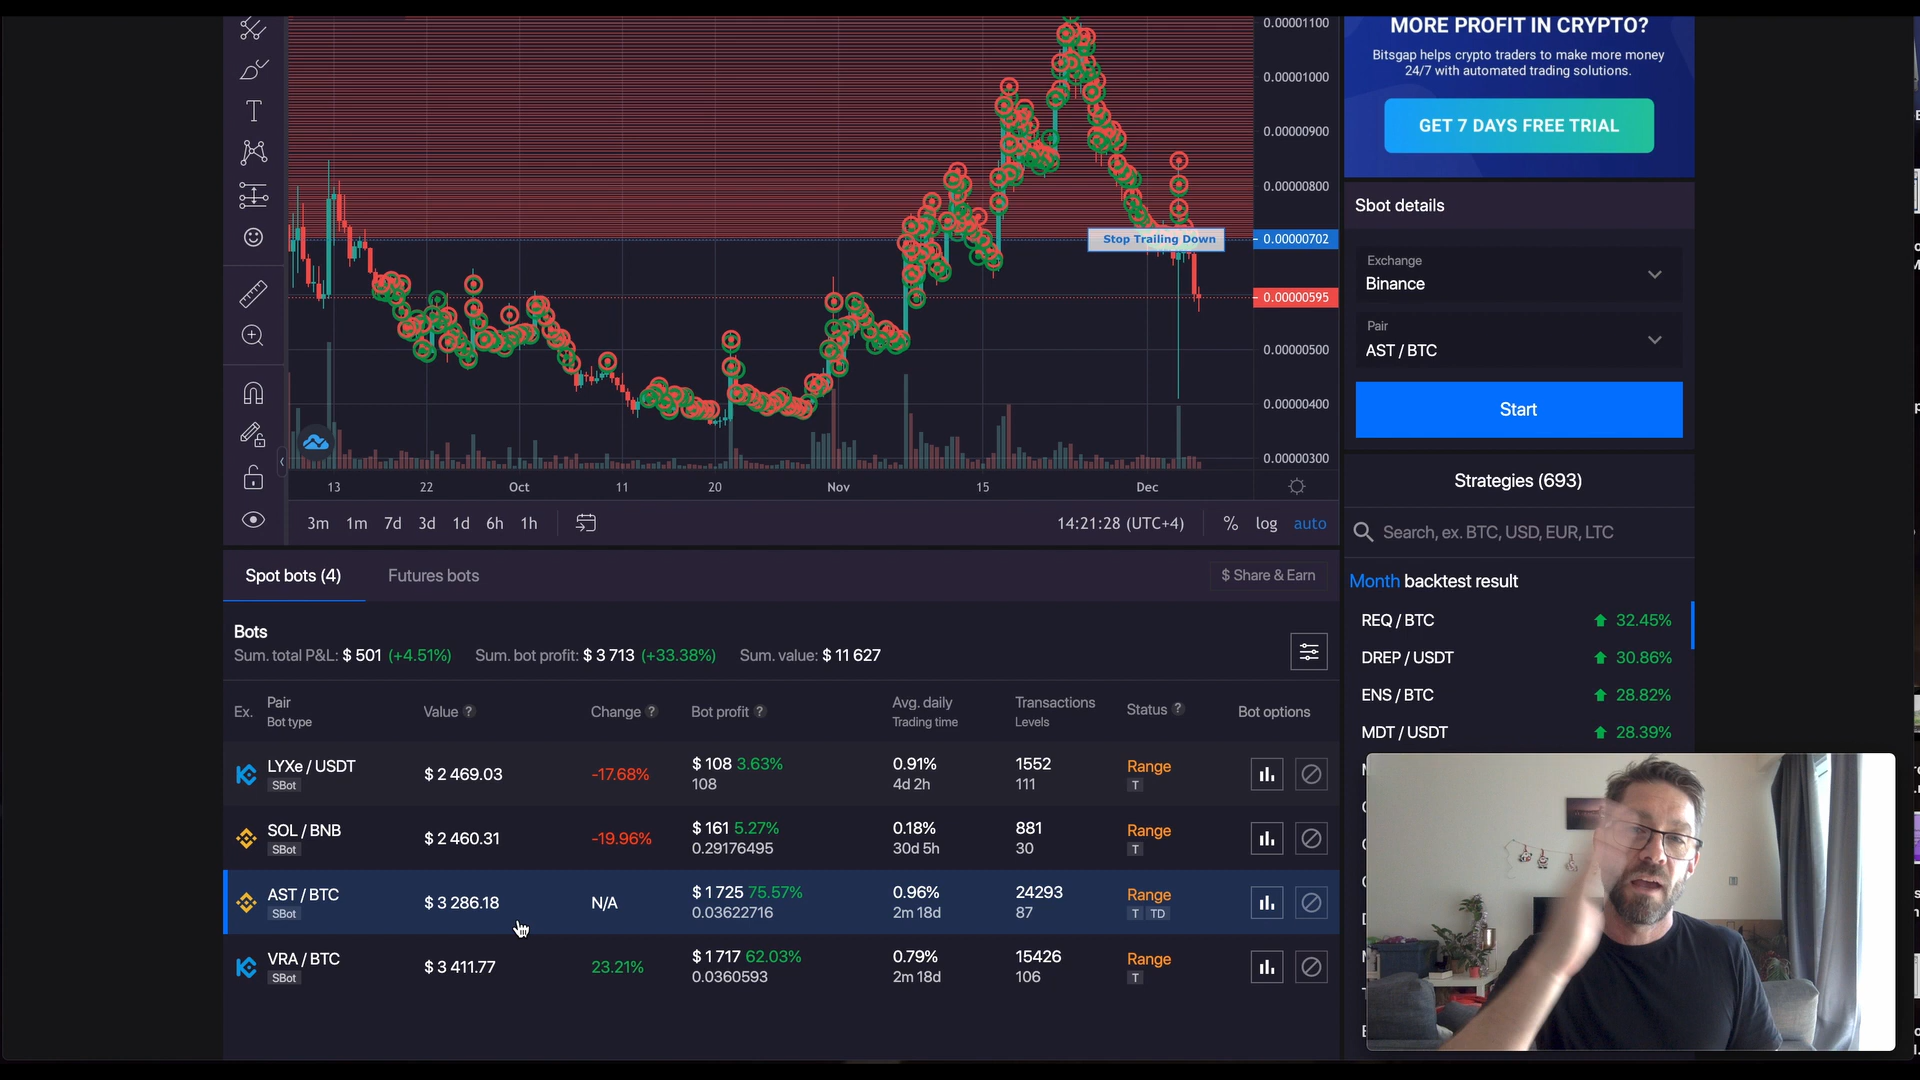 MORE PROFIT IN CRYPTO?
Bitsgap helps crypto traders to make more money
24/7 with automated trading solutions.
GET 7 DAYS FREE TRIAL
0.00001100
0.00001000
0.00000900
0.00000800
Stop Trailing Down
0.00000702
0.00000595
0.00000500
0.00000400
0.00000300
13 22 Oct 11 20 Nov 15 Dec
3m 1m 7d 3d 1d 6h 1h 14:21:28 (UTC+4) % log auto
Sbot details
Exchange
Binance
Pair
AST / BTC
Start
Strategies (693)
Search, ex. BTC, USD, EUR, LTC
Month backtest result
REQ / BTC 32.45%
DREP / USDT 30.86%
ENS / BTC 28.82%
MDT / USDT 28.39%
Spot bots (4) Futures bots $ Share & Earn
Bots
Sum. total P&L: $ 501 (+4.51%) Sum. bot profit: $ 3 713 (+33.38%) Sum. value: $ 11 627
Ex. Pair Value ? Change ? Bot profit ? Avg. daily Transactions Status ? Bot options
Bot type Trading time Levels
LYXe / USDT $ 2 469.03 -17.68% $ 108 3.63% 0.91% 1552 Range
SBot 108 4d 2h 111 T
SOL / BNB $ 2 460.31 -19.96% $ 161 5.27% 0.18% 881 Range
SBot 0.29176495 30d 5h 30 T
AST / BTC $ 3 286.18 N/A $ 1 725 75.57% 0.96% 24293 Range
SBot 0.03622716 2m 18d 87 T TD
VRA / BTC $ 3 411.77 23.21% $ 1 717 62.03% 0.79% 15426 Range
SBot 0.0360593 2m 18d 106 T